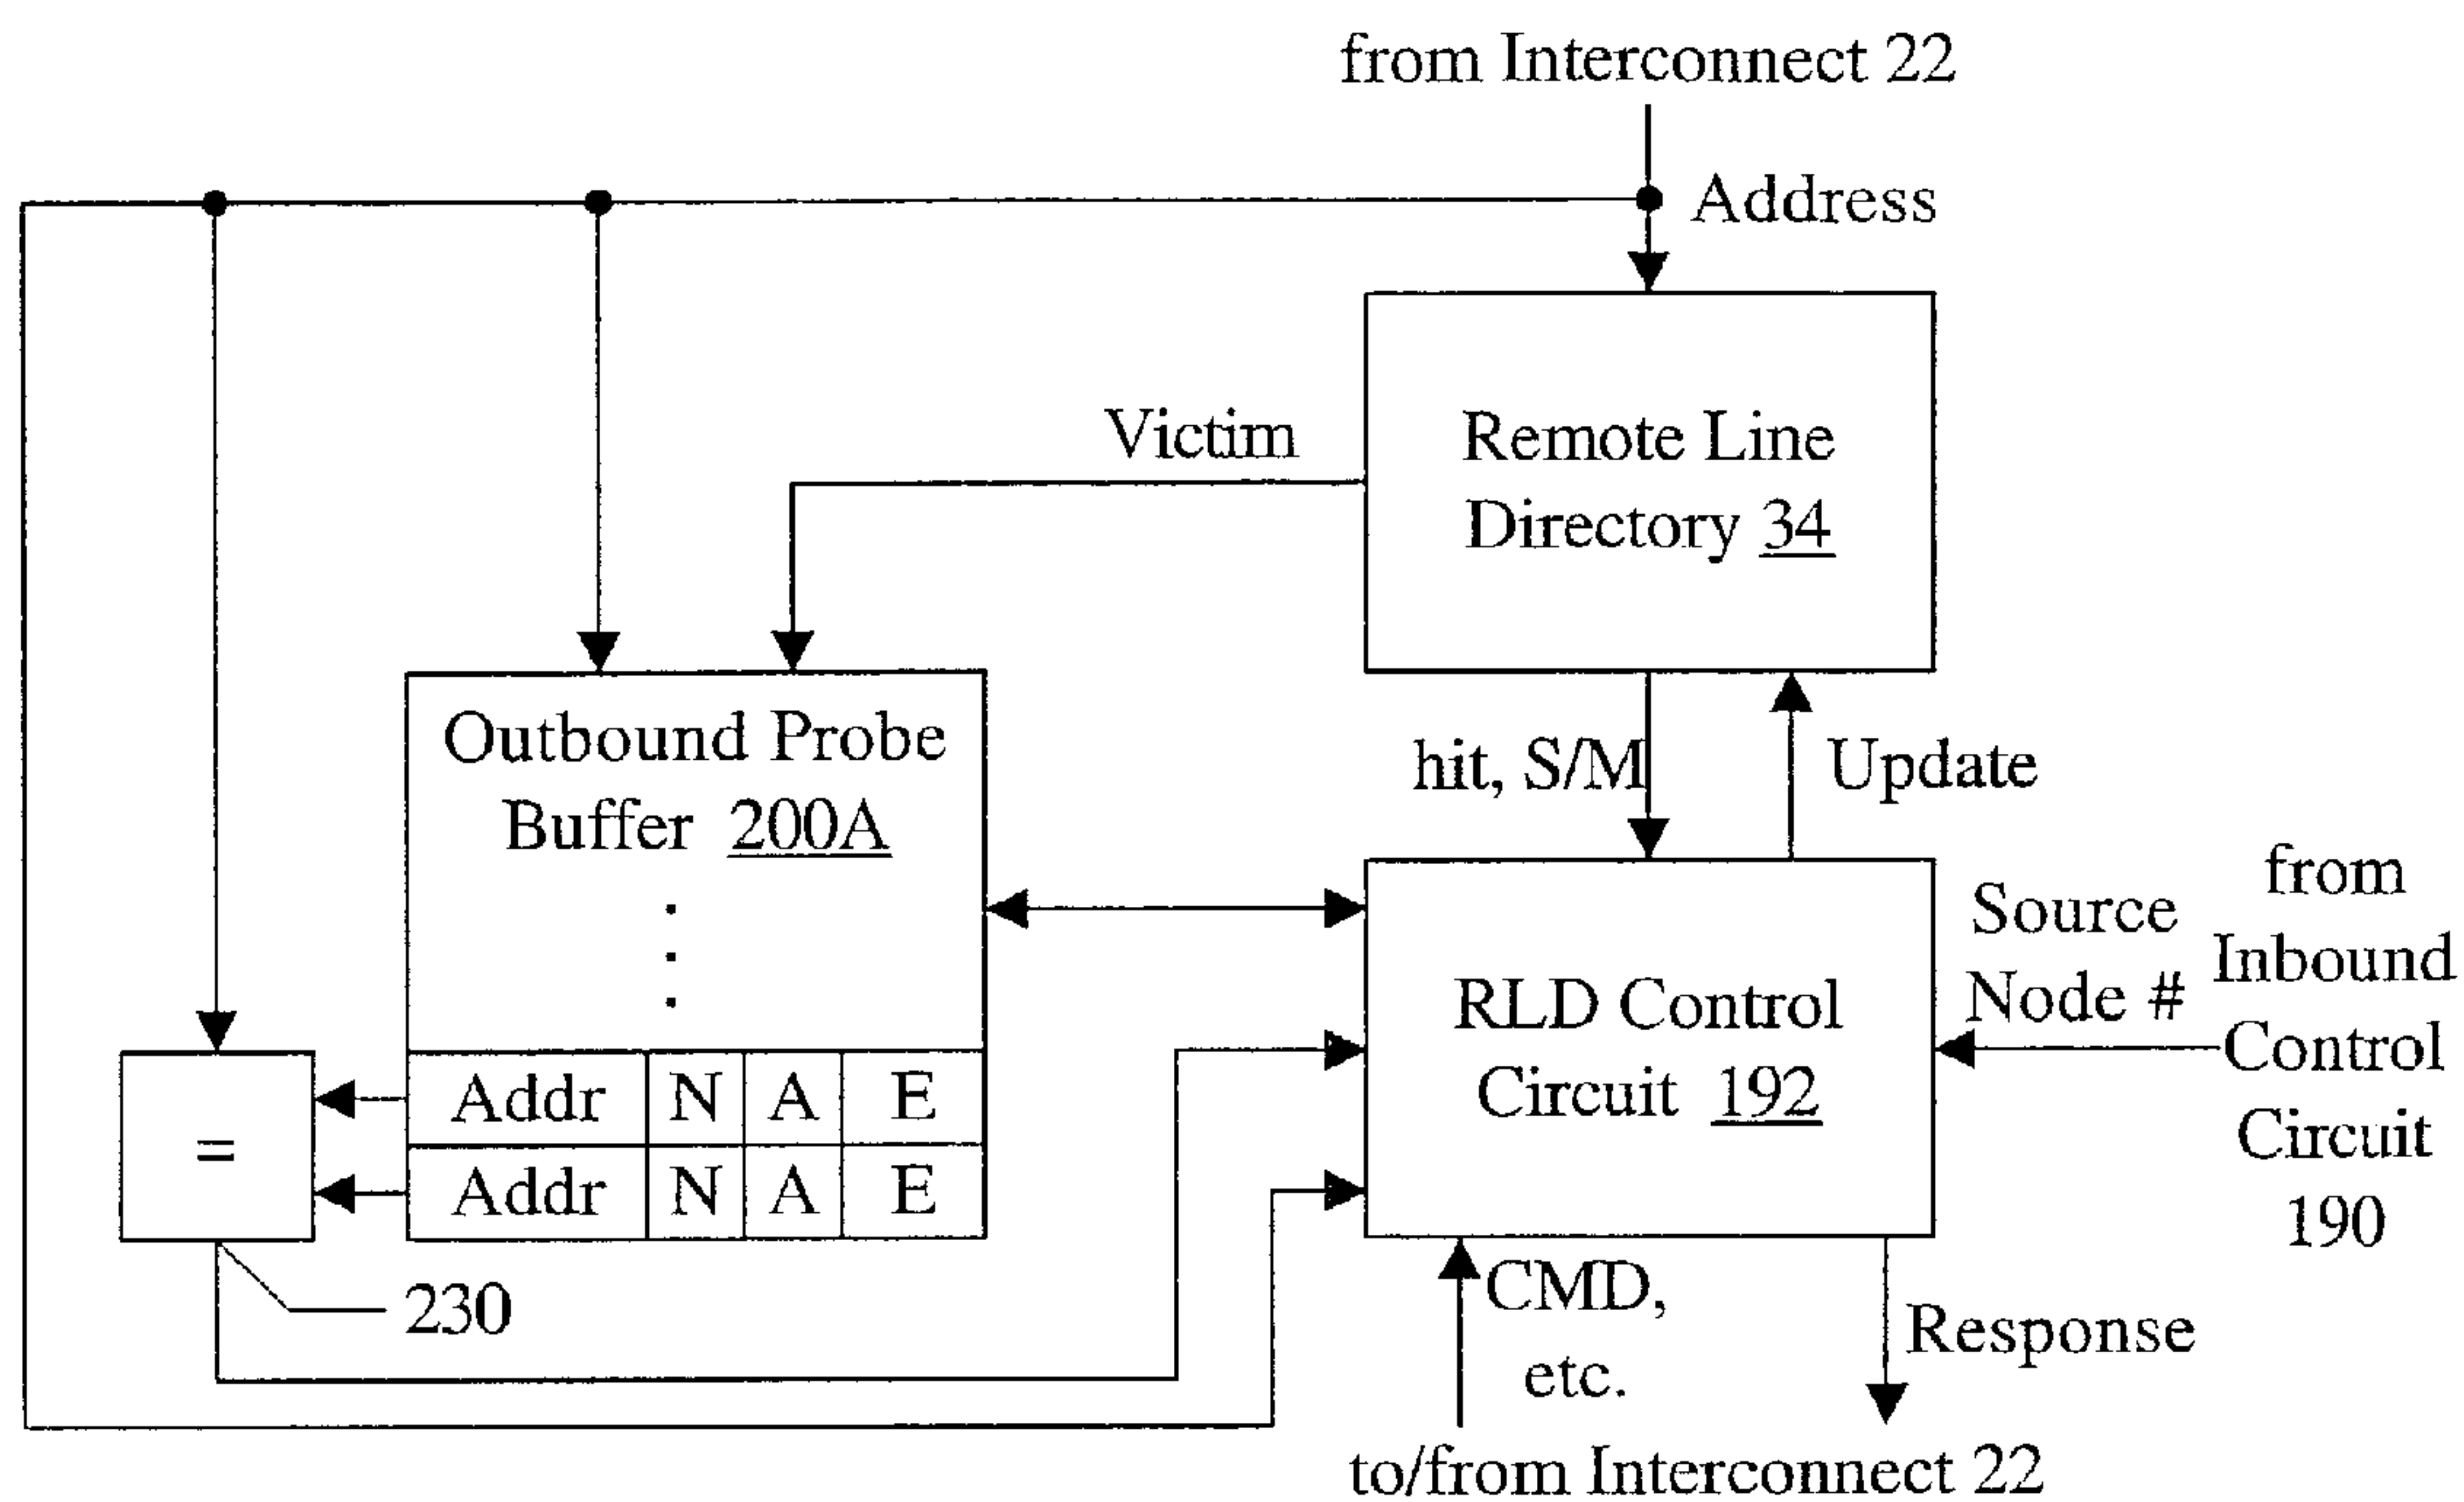 from Interconnect 22
Address
Victim
Remote Line
Directory 34
Outbound Probe
Buffer 200A
hit, S/M
Update
Source
Node #
from
Inbound
Control
Circuit
190
RLD Control
Circuit 192
Addr N A E
Addr N A E
=
230
CMD,
etc.
Response
to/from Interconnect 22